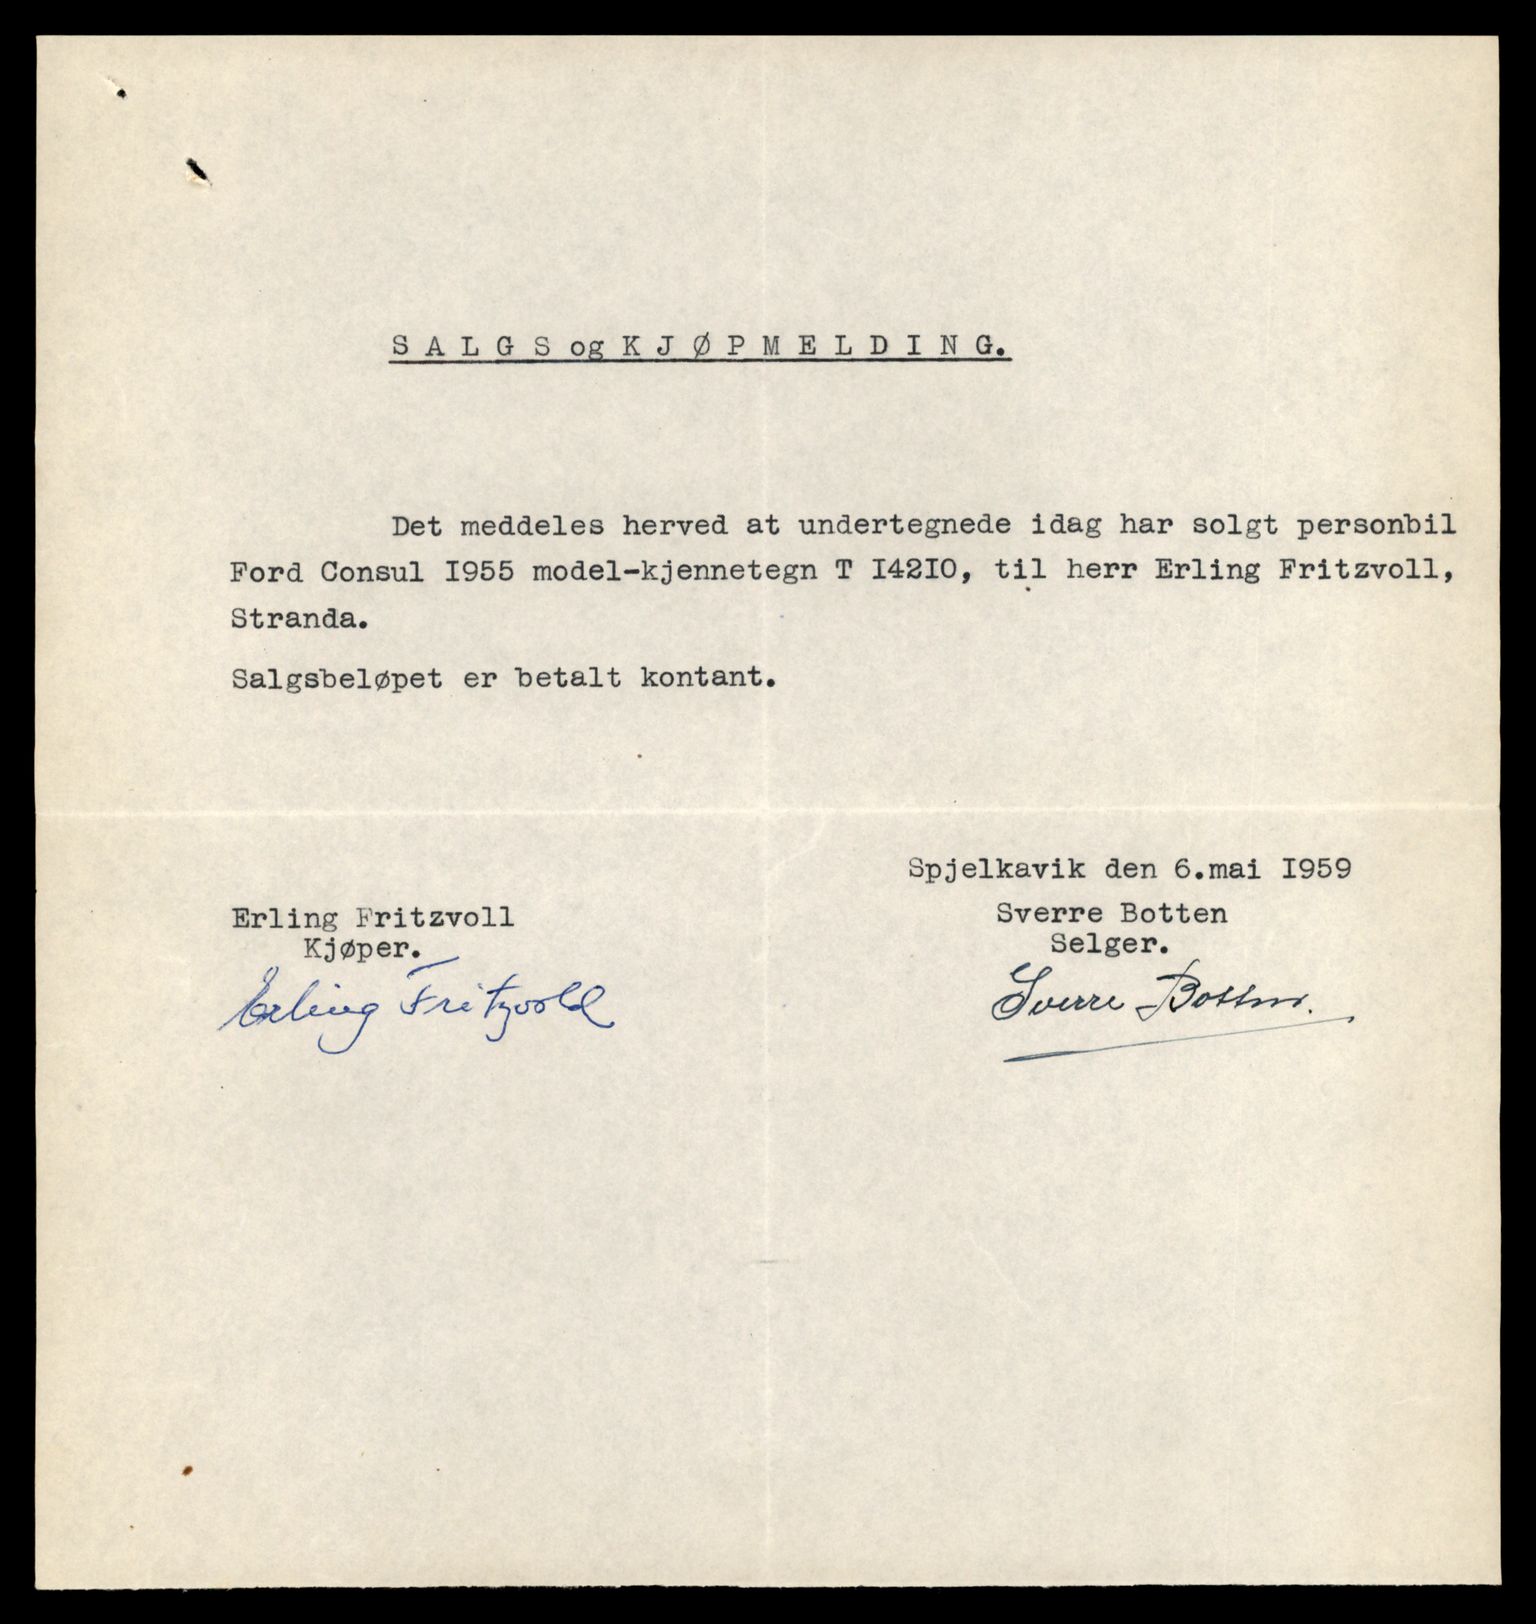 S A L G S og K J Ø P M E L D I N G.
Det meddeles herved at undertegnede idag har solgt personbil
Ford Consul I955 model-kjennetegn T I42IO, til herr Erling Fritzvoll,
Stranda.
Salgsbeløpet er betalt kontant.
Spjelkavik den 6.mai I959
Sverre Botten
Selger.
Sverre Botten.
Erling Fritzvoll
Kjøper.
Erling Fritzvold